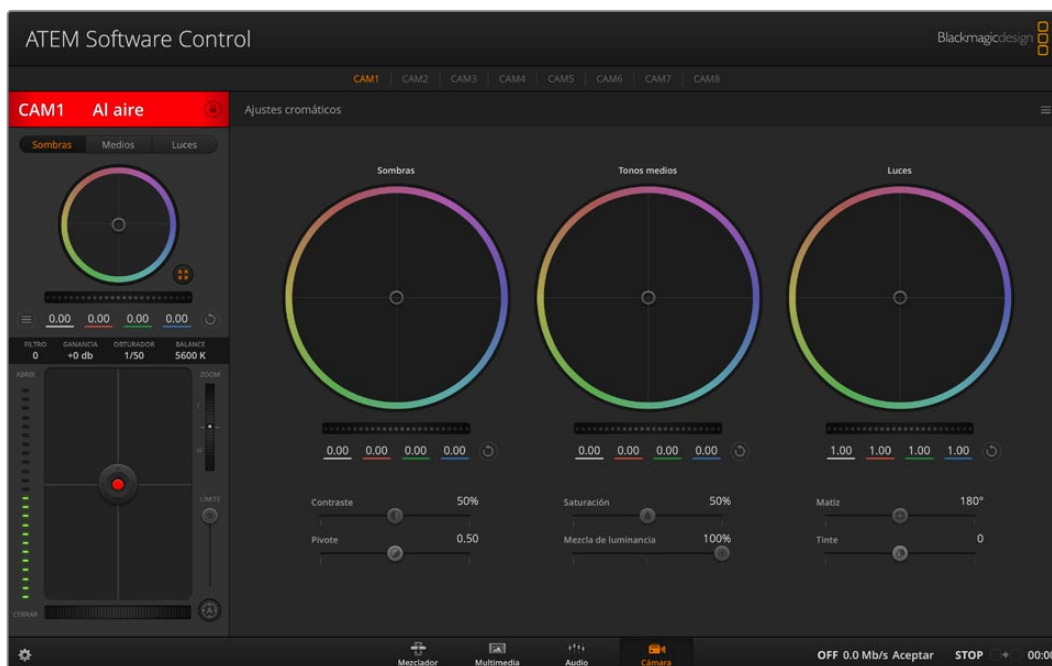 ATEM Software Control
Blackmagicdesign
CAM1 CAM2 CAM3 CAM4 CAM5 CAM6 CAM7 CAM8
CAM1 Al aire
Ajustes cromáticos
Sombras Medios Luces
0.00 0.00 0.00 0.00
FILTRO GANANCIA OBTURADOR BALANCE
0 +0 db 1/50 5600 K
ABRIR ZOOM
LÍMITE
CERRAR
Sombras Tonos medios Luces
0.00 0.00 0.00 0.00 0.00 0.00 0.00 0.00 1.00 1.00 1.00 1.00
Contraste 50% Saturación 50% Matiz 180°
Pivote 0.50 Mezcla de luminancia 100% Tinte 0
Mezclador Multimedia Audio Cámara
OFF 0.0 Mb/s Aceptar STOP 00:00